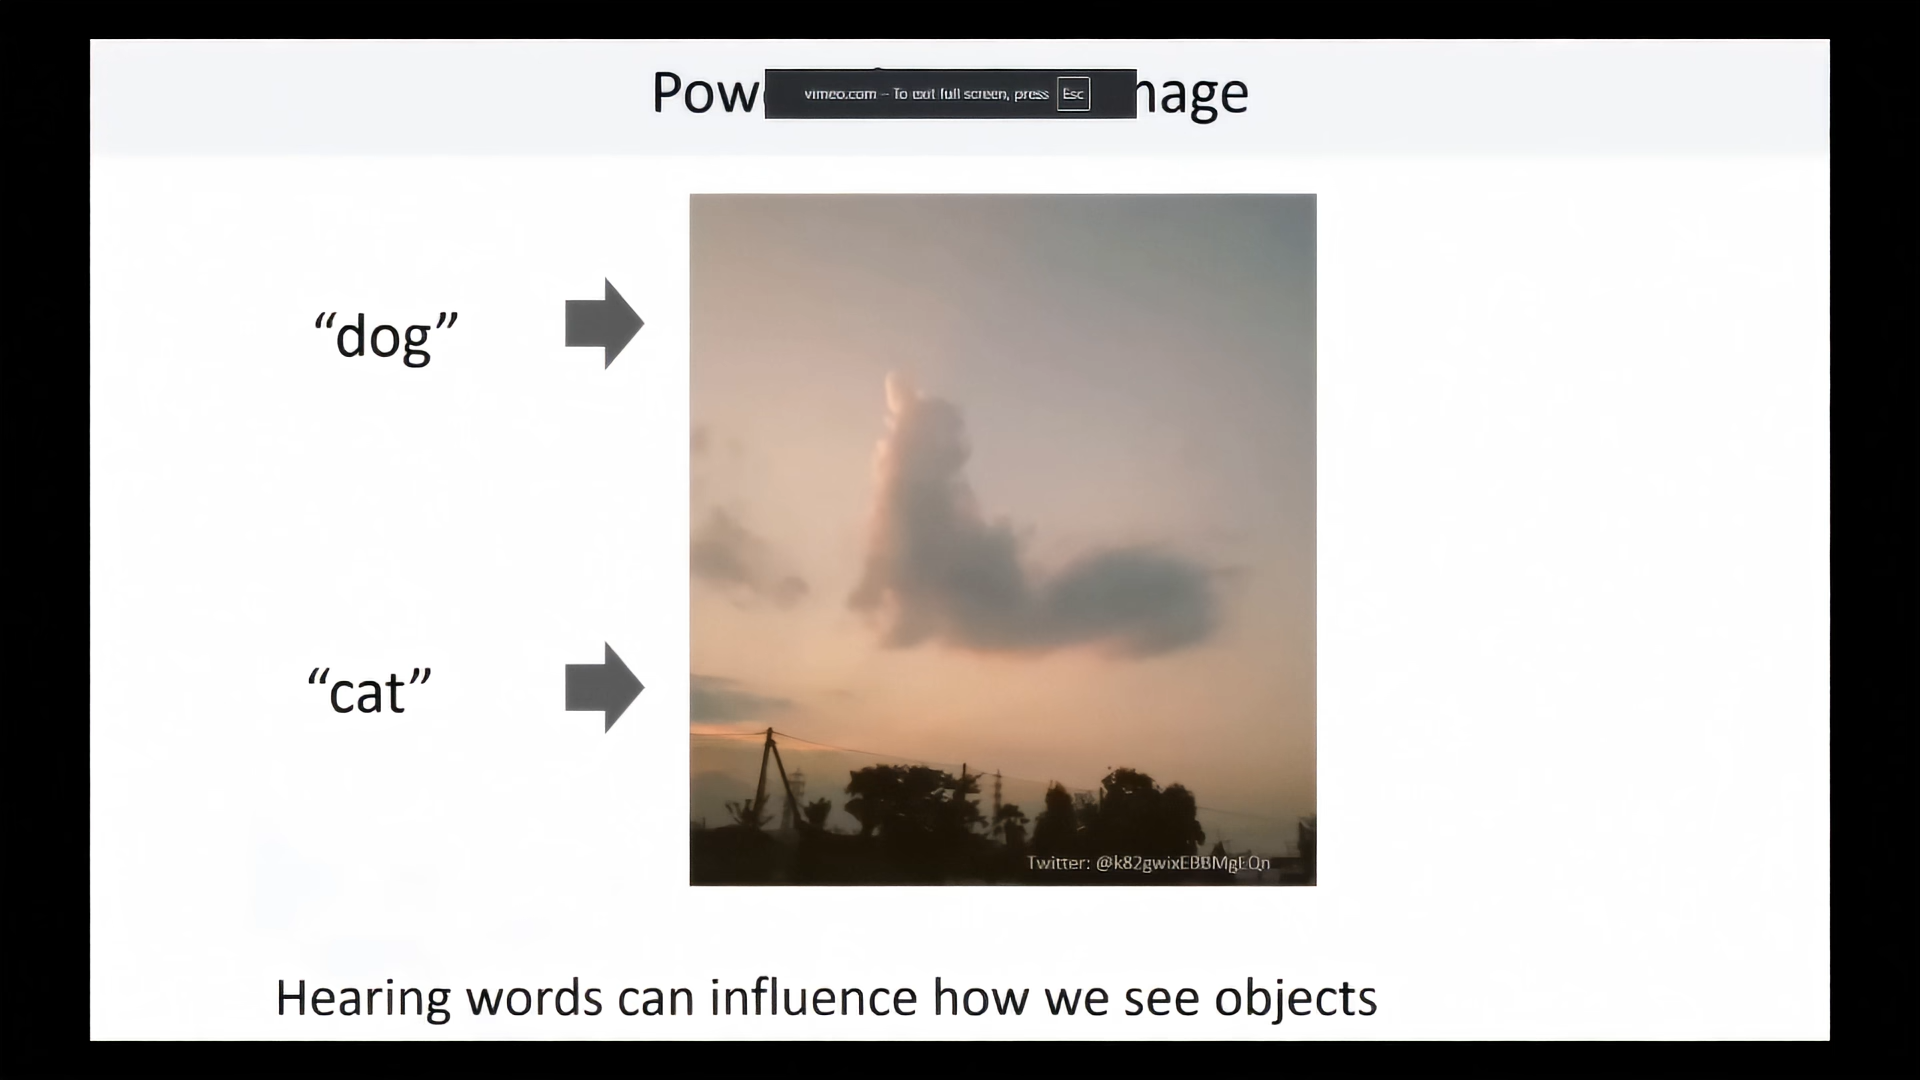 Pow
vimeo.com – To exit full screen, press Esc
mage
“dog”
“cat”
Twitter: @k82gwixEBBMgEQn
Hearing words can influence how we see objects